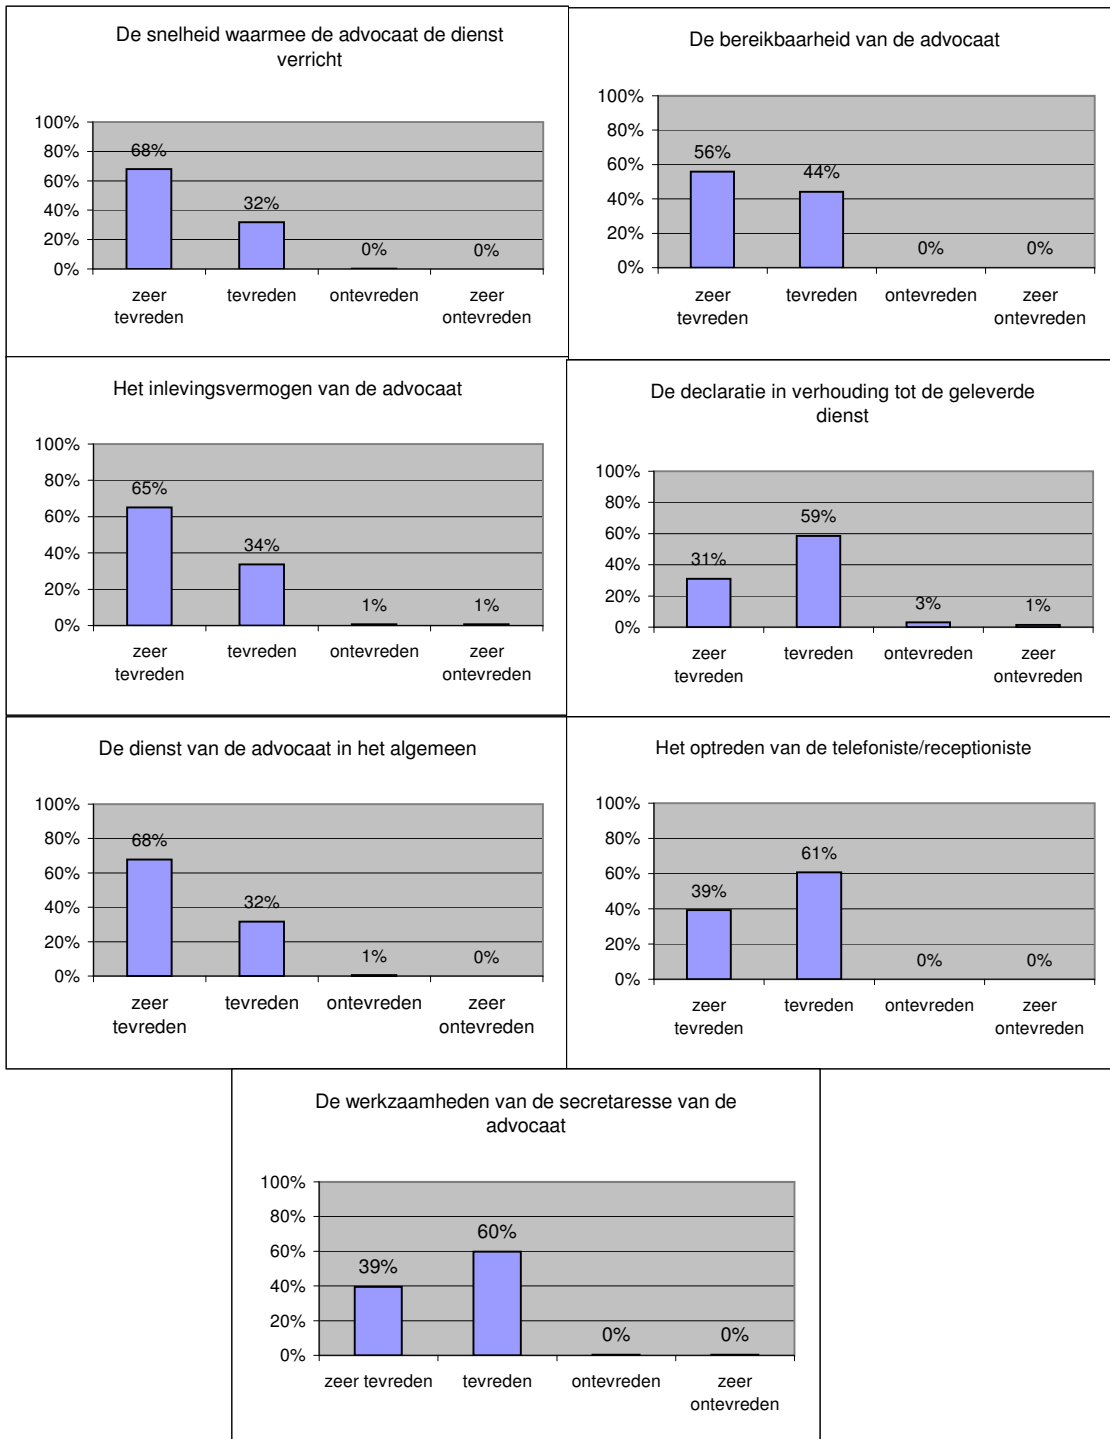 De snelheid waarmee de advocaat de dienst
verricht
100%
80%
60%
40%
20%
0%
68%
32%
0%
0%
zeer
tevreden
tevreden
ontevreden
zeer
ontevreden
De bereikbaarheid van de advocaat
100%
80%
60%
40%
20%
0%
56%
44%
0%
0%
zeer
tevreden
tevreden
ontevreden
zeer
ontevreden
Het inlevingsvermogen van de advocaat
100%
80%
60%
40%
20%
0%
65%
34%
1%
1%
zeer
tevreden
tevreden
ontevreden
zeer
ontevreden
De declaratie in verhouding tot de geleverde
dienst
100%
80%
60%
40%
20%
0%
31%
59%
3%
1%
zeer
tevreden
tevreden
ontevreden
zeer
ontevreden
De dienst van de advocaat in het algemeen
100%
80%
60%
40%
20%
0%
68%
32%
1%
0%
zeer
tevreden
tevreden
ontevreden
zeer
ontevreden
Het optreden van de telefoniste/receptioniste
100%
80%
60%
40%
20%
0%
39%
61%
0%
0%
zeer
tevreden
tevreden
ontevreden
zeer
ontevreden
De werkzaamheden van de secretaresse van de
advocaat
100%
80%
60%
40%
20%
0%
39%
60%
0%
0%
zeer tevreden
tevreden
ontevreden
zeer
ontevreden